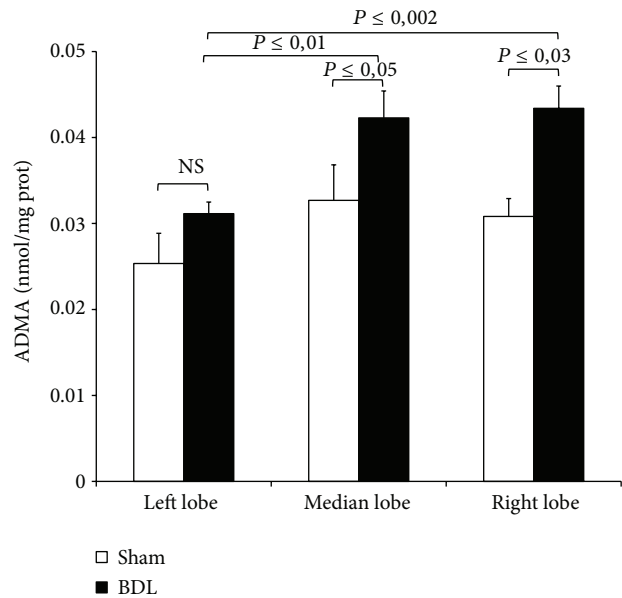 P ≤ 0,002
P ≤ 0,01
P ≤ 0,05
P ≤ 0,03
NS
0.05
0.04
0.03
0.02
0.01
0
ADMA (nmol/mg prot)
Left lobe
Median lobe
Right lobe
Sham
BDL